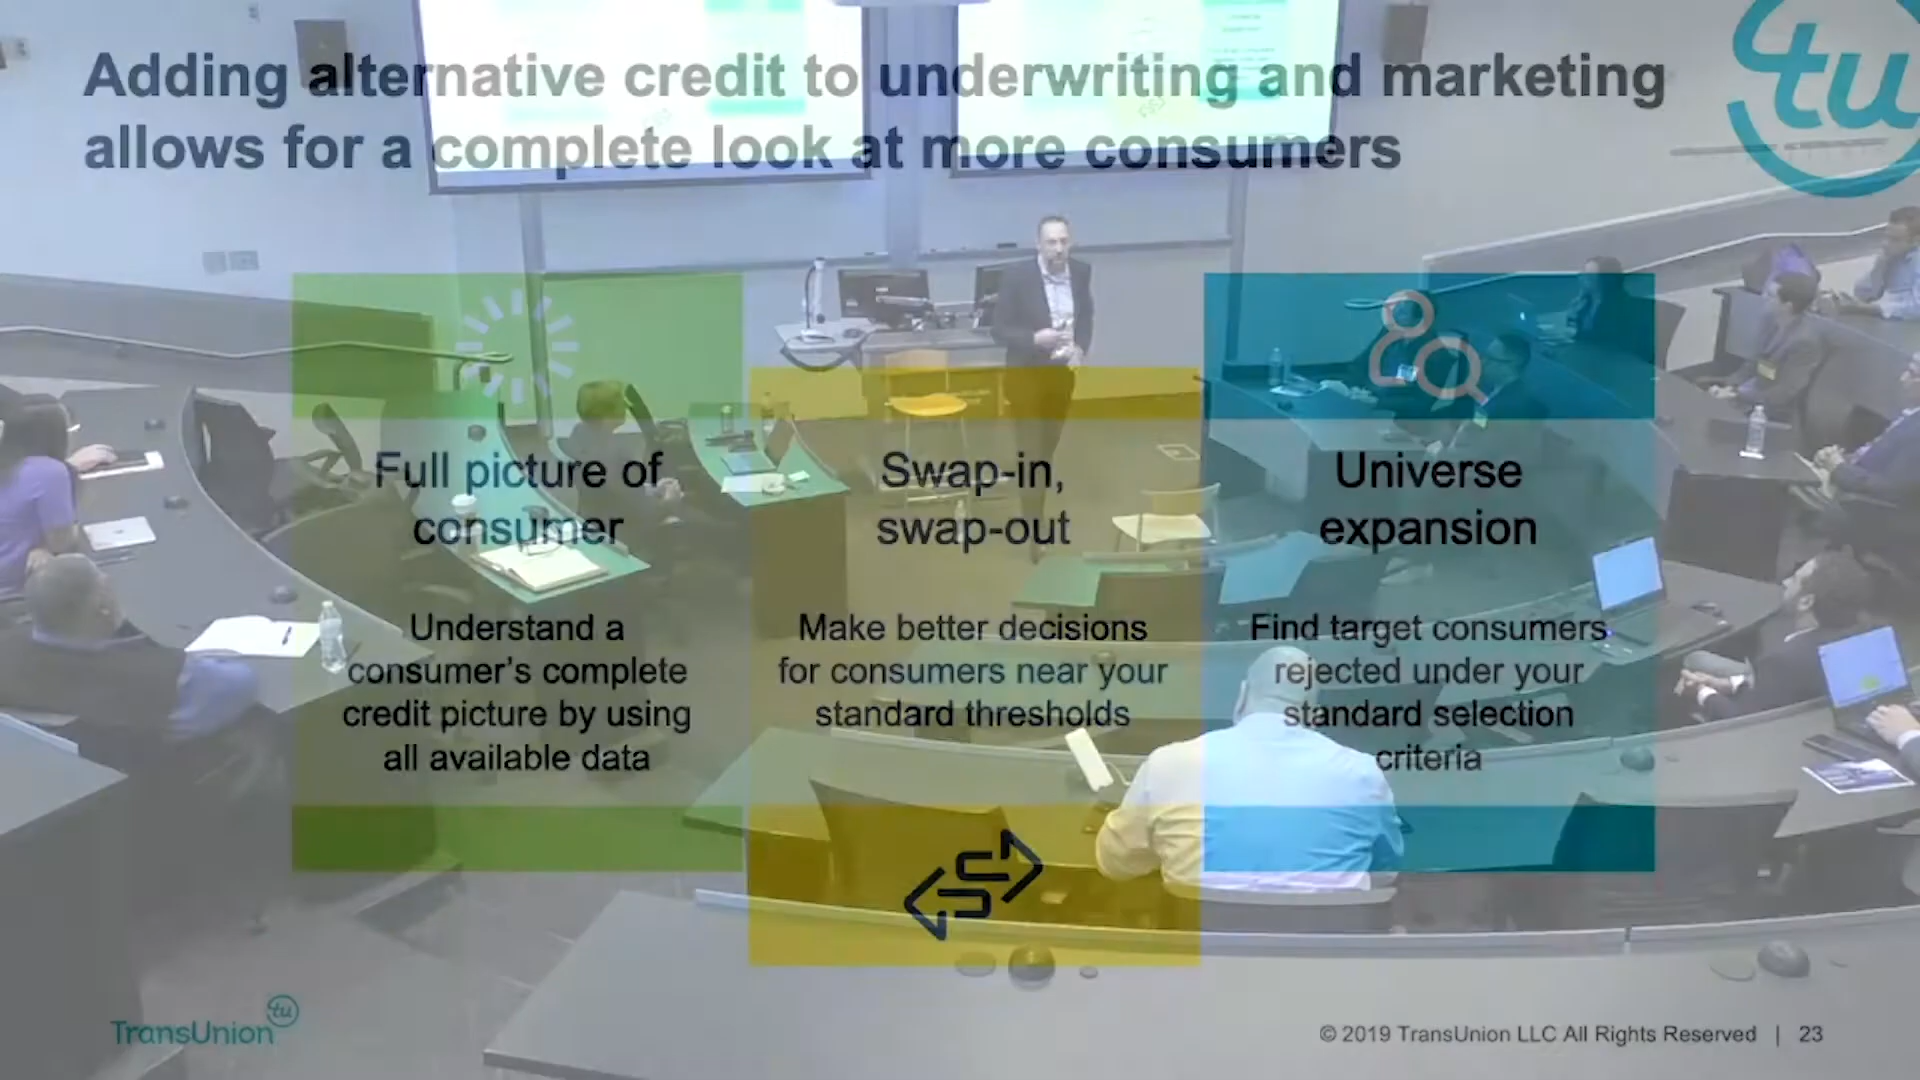 Adding alternative credit to underwriting and marketing
allows for a complete look at more consumers
tu
Full picture of
consumer
Understand a
consumer's complete
credit picture by using
all available data
Swap-in,
swap-out
Make better decisions
for consumers near your
standard thresholds
Universe
expansion
Find target consumers
rejected under your
standard selection
criteria
TransUnion
tu
© 2019 TransUnion LLC All Rights Reserved | 23